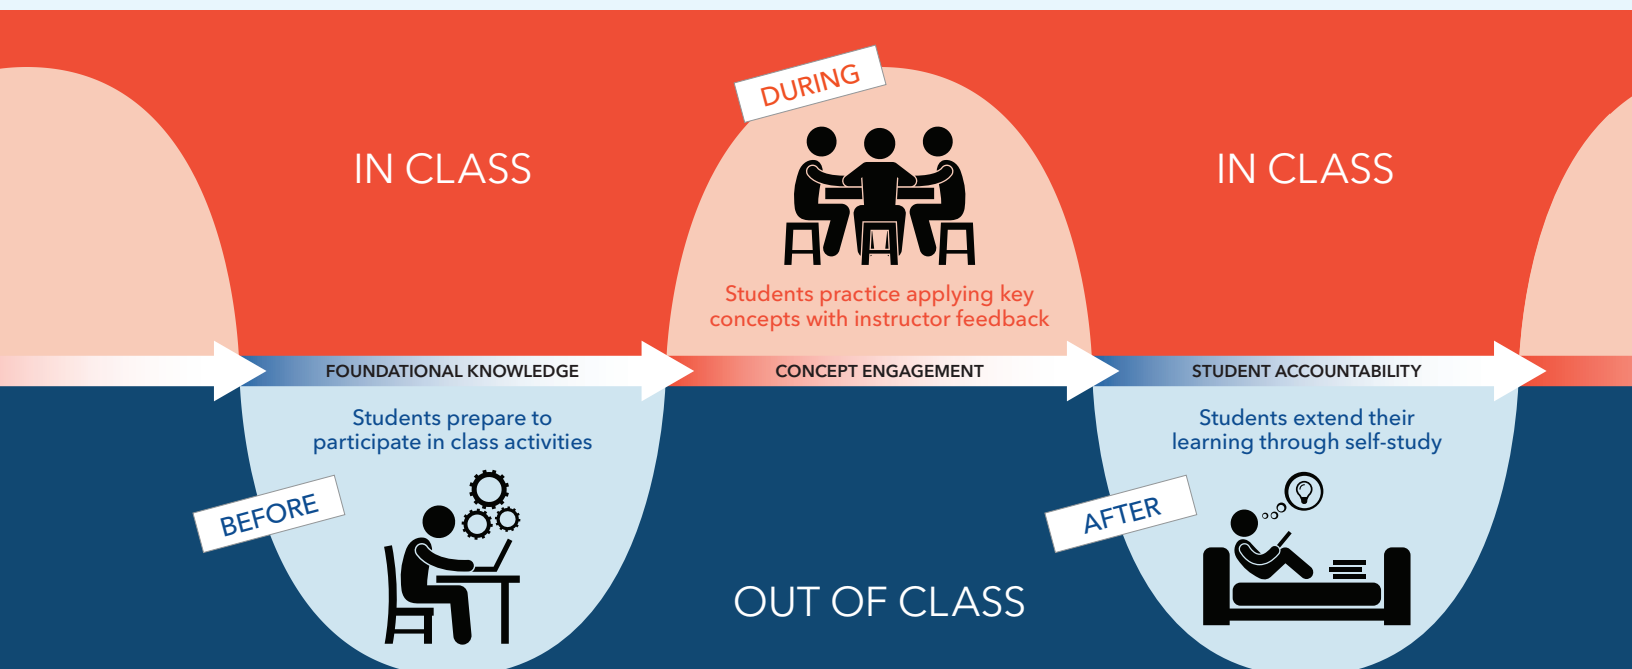 DURING
IN CLASS
IN CLASS
Students practice applying key
concepts with instructor feedback
FOUNDATIONAL KNOWLEDGE
CONCEPT ENGAGEMENT
STUDENT ACCOUNTABILITY
Students prepare to
participate in class activities
BEFORE
Students extend their
learning through self-study
AFTER
OUT OF CLASS